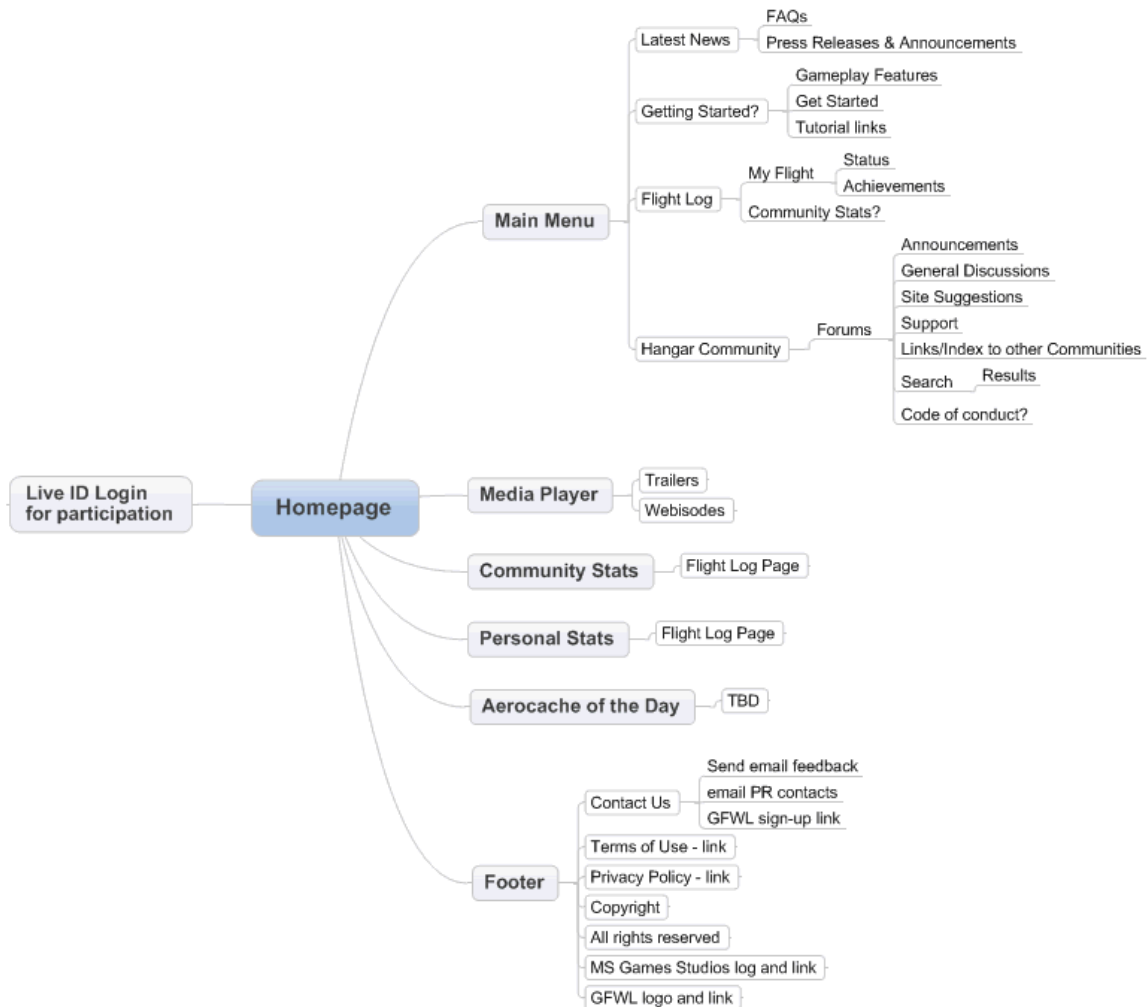 FAQs
Latest News
Press Releases & Announcements
Gameplay Features
Getting Started?
Get Started
Tutorial links
Status
My Flight
Achievements
Flight Log
Community Stats?
Main Menu
Announcements
General Discussions
Site Suggestions
Forums
Support
Hangar Community
Links/Index to other Communities
Search
Results
Code of conduct?
Live ID Login
for participation
Homepage
Media Player
Trailers
Webisodes
Community Stats
Flight Log Page
Personal Stats
Flight Log Page
Aerocache of the Day
TBD
Send email feedback
Contact Us
email PR contacts
GFWL sign-up link
Terms of Use - link
Footer
Privacy Policy - link
Copyright
All rights reserved
MS Games Studios log and link
GFWL logo and link